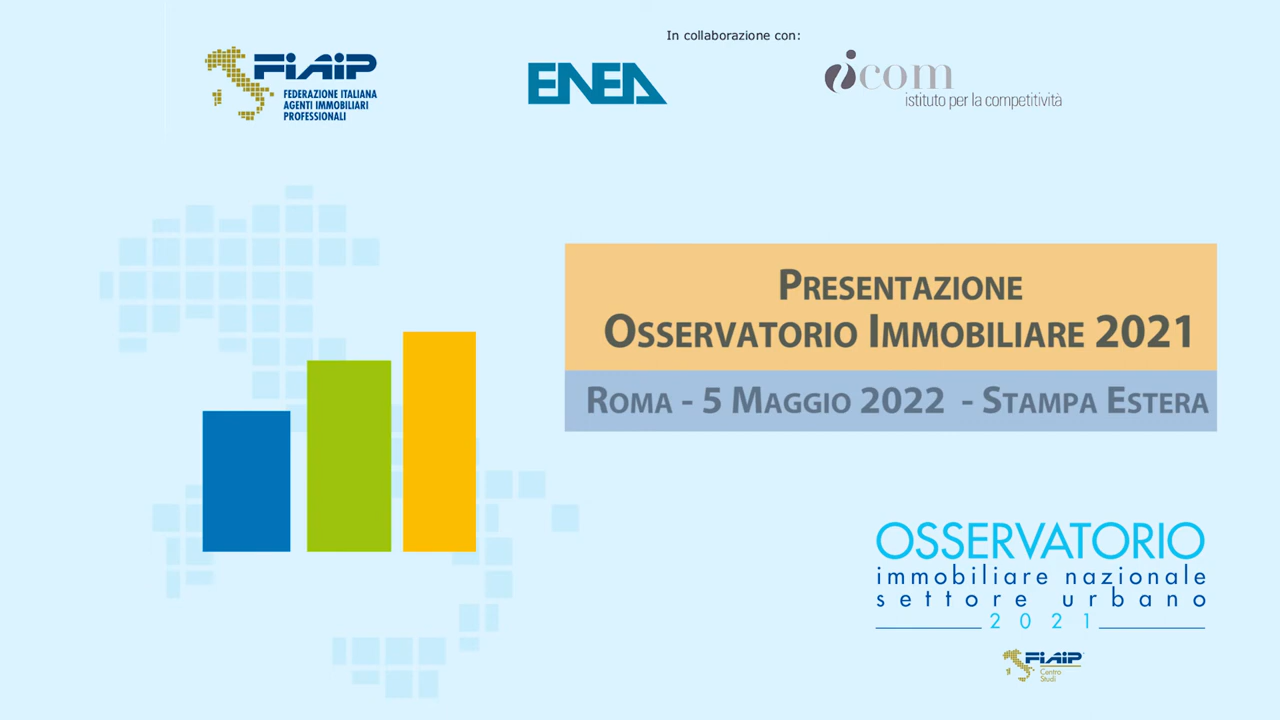 In collaborazione con:
FIAIP
FEDERAZIONE ITALIANA
AGENTI IMMOBILIARI
PROFESSIONALI
ENEA
icom
istituto per la competitività
PRESENTAZIONE
OSSERVATORIO IMMOBILIARE 2021
ROMA - 5 MAGGIO 2022 - STAMPA ESTERA
OSSERVATORIO
immobiliare nazionale
settore urbano
2021
FIAIP
Centro
Studi